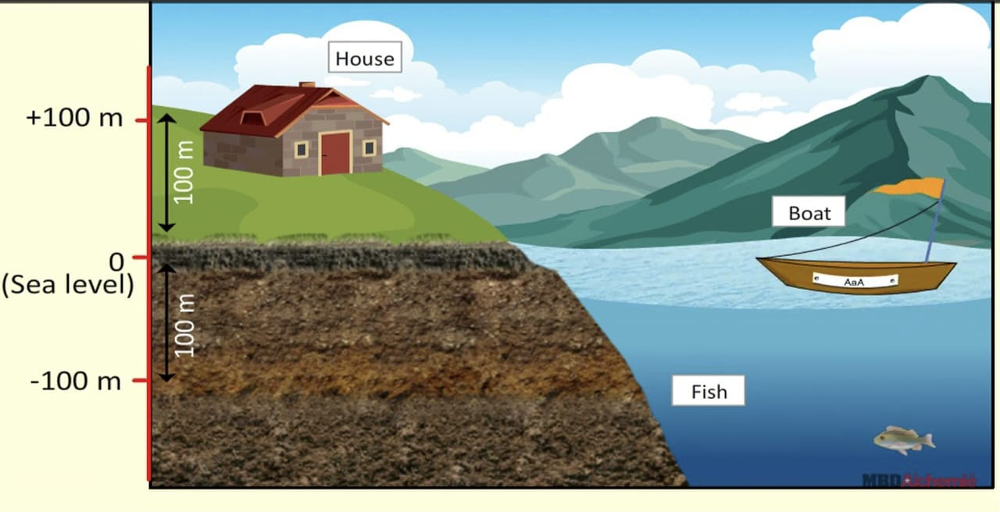 House
+100 m
100 m
Boat
0
(Sea level)
AaA
100 m
-100 m
Fish